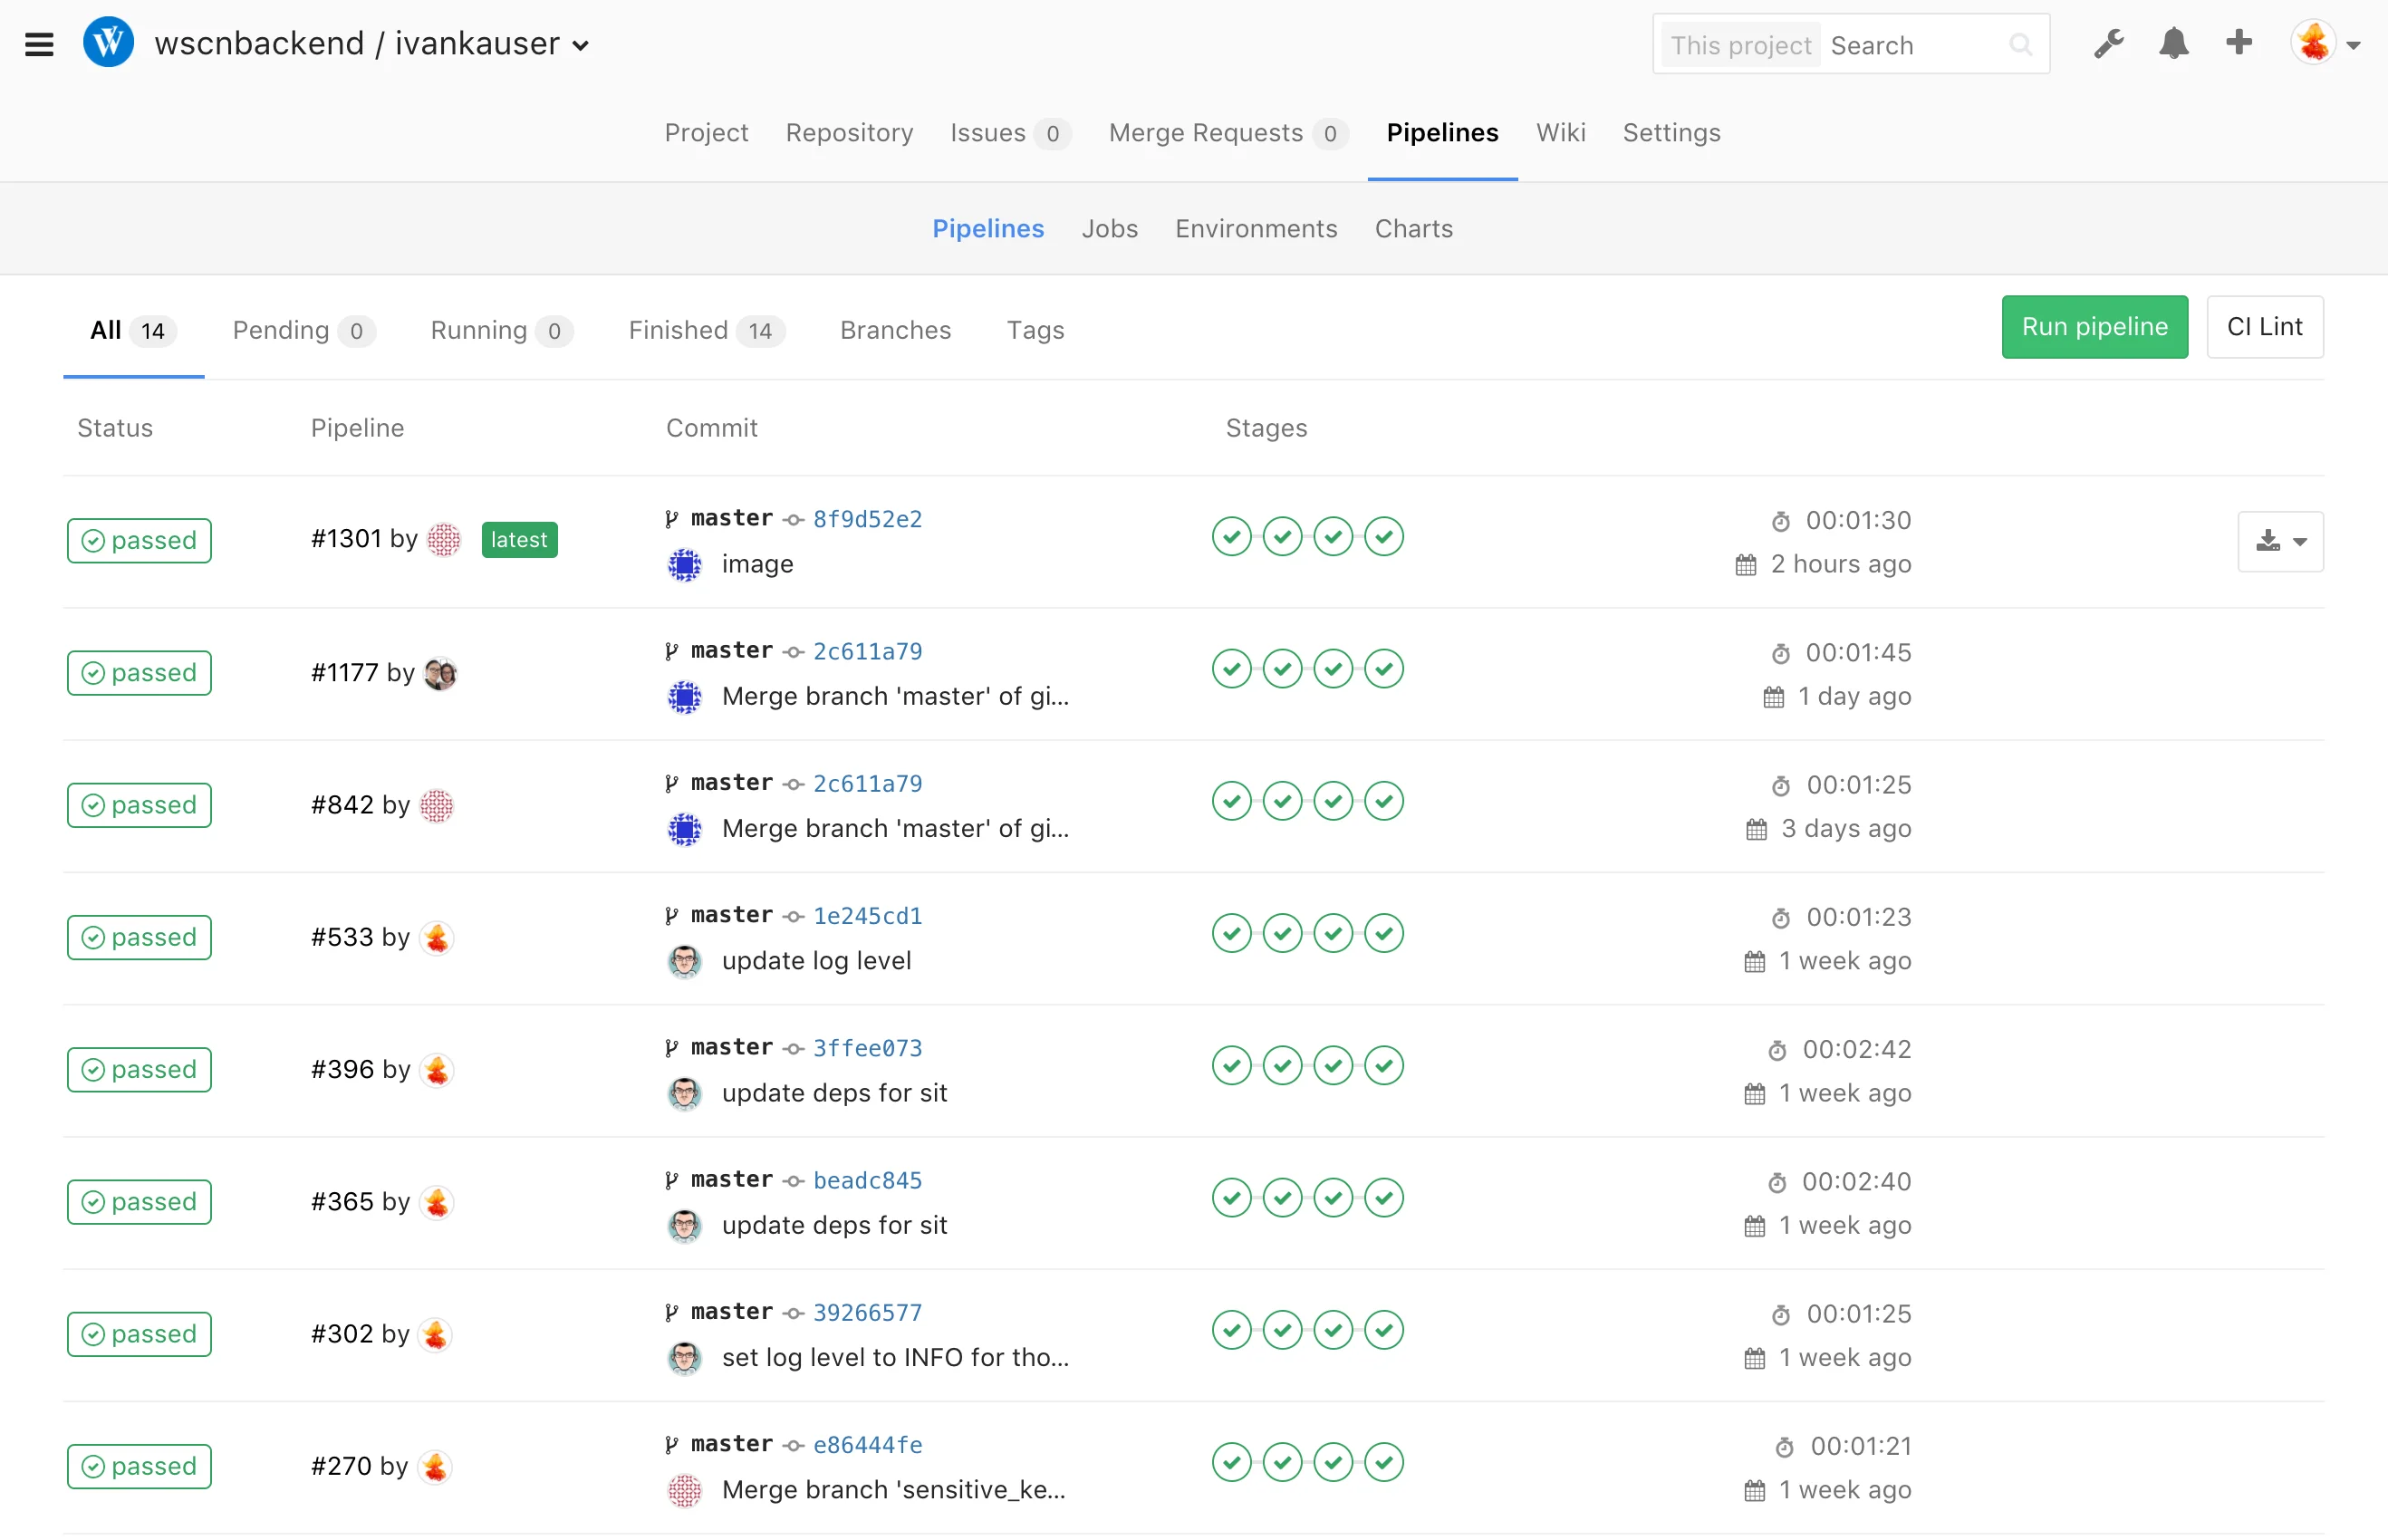 wscnbackend / ivankauser
This project Search
Project Repository Issues 0 Merge Requests 0 Pipelines Wiki Settings
Pipelines Jobs Environments Charts
All 14 Pending 0 Running 0 Finished 14 Branches Tags Run pipeline CI Lint
Status Pipeline Commit Stages
passed #1301 by latest master 8f9d52e2 00:01:30
image 2 hours ago
passed #1177 by master 2c611a79 00:01:45
Merge branch 'master' of gi... 1 day ago
passed #842 by master 2c611a79 00:01:25
Merge branch 'master' of gi... 3 days ago
passed #533 by master 1e245cd1 00:01:23
update log level 1 week ago
passed #396 by master 3ffee073 00:02:42
update deps for sit 1 week ago
passed #365 by master beadc845 00:02:40
update deps for sit 1 week ago
passed #302 by master 39266577 00:01:25
set log level to INFO for tho... 1 week ago
passed #270 by master e86444fe 00:01:21
Merge branch 'sensitive_ke... 1 week ago